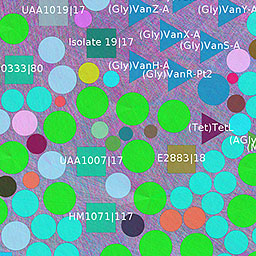 (Gly)VanZ-A
(Gly)VanY-A
UAA1019|17
(Gly)VanX-A
Isolate 19|17
(Gly)VanS-A
0333|80
(Gly)VanH-A
(Gly)VanR-Pt2
(Tet)TetL
UAA1007|17
E2883|18
HM1071|117